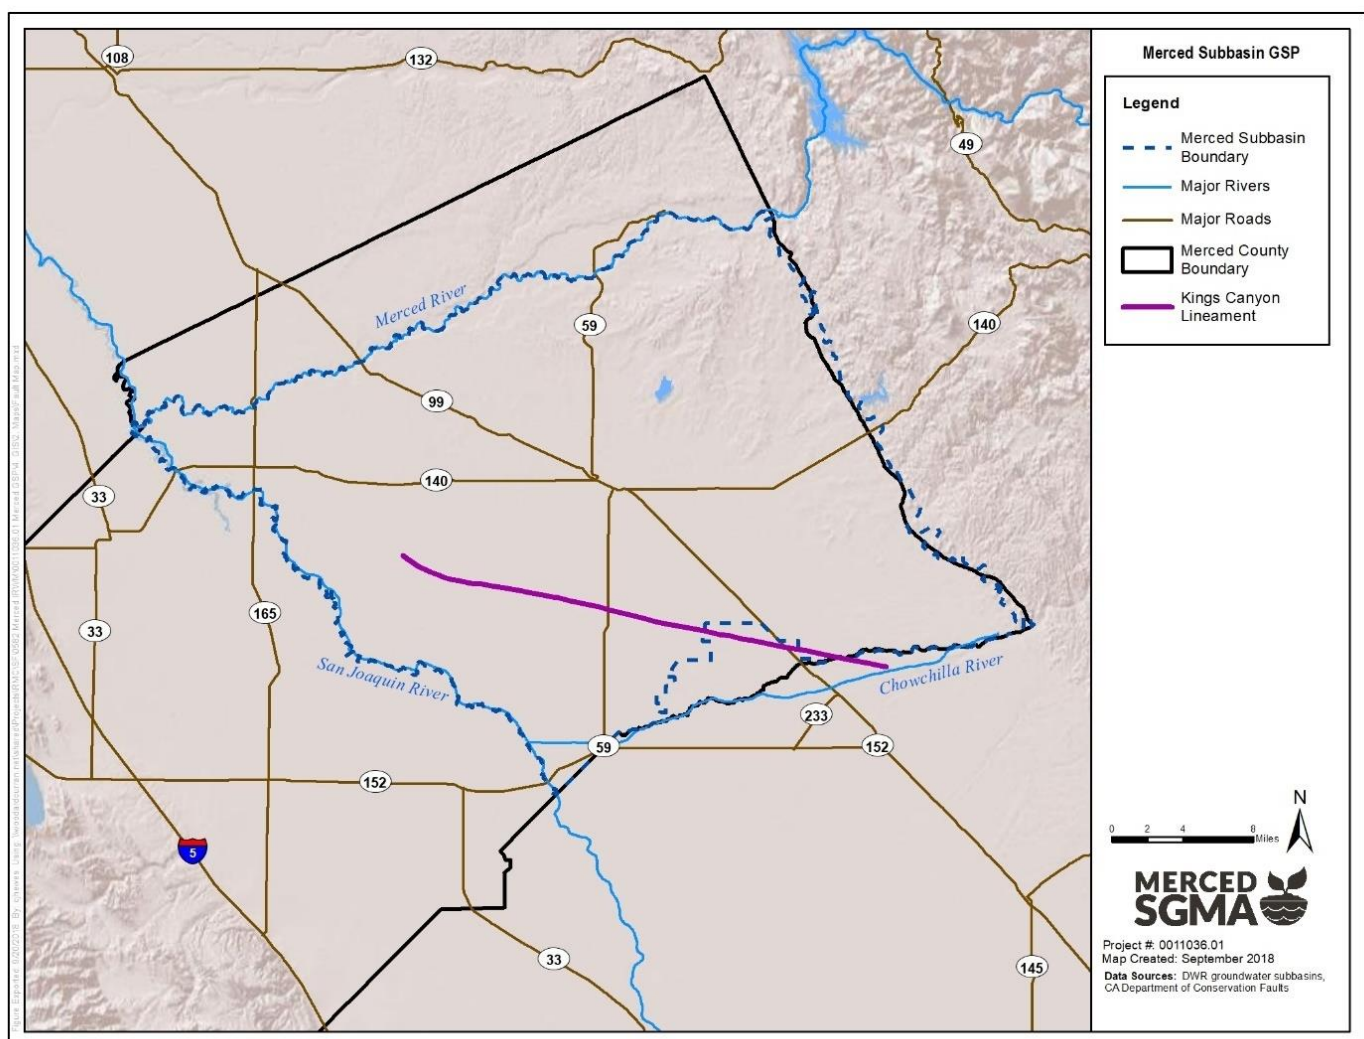 108
132
49
Merced River
59
140
99
140
33
165
33
San Joaquin River
Chowchilla River
233
59
152
152
5
33
145
Merced Subbasin GSP
Legend
Merced Subbasin
Boundary
Major Rivers
Major Roads
Merced County
Boundary
Kings Canyon
Lineament
N
0 2 4 8
Miles
MERCED
SGMA
Project #: 0011036.01
Map Created: September 2018
Data Sources: DWR groundwater subbasins,
CA Department of Conservation Faults